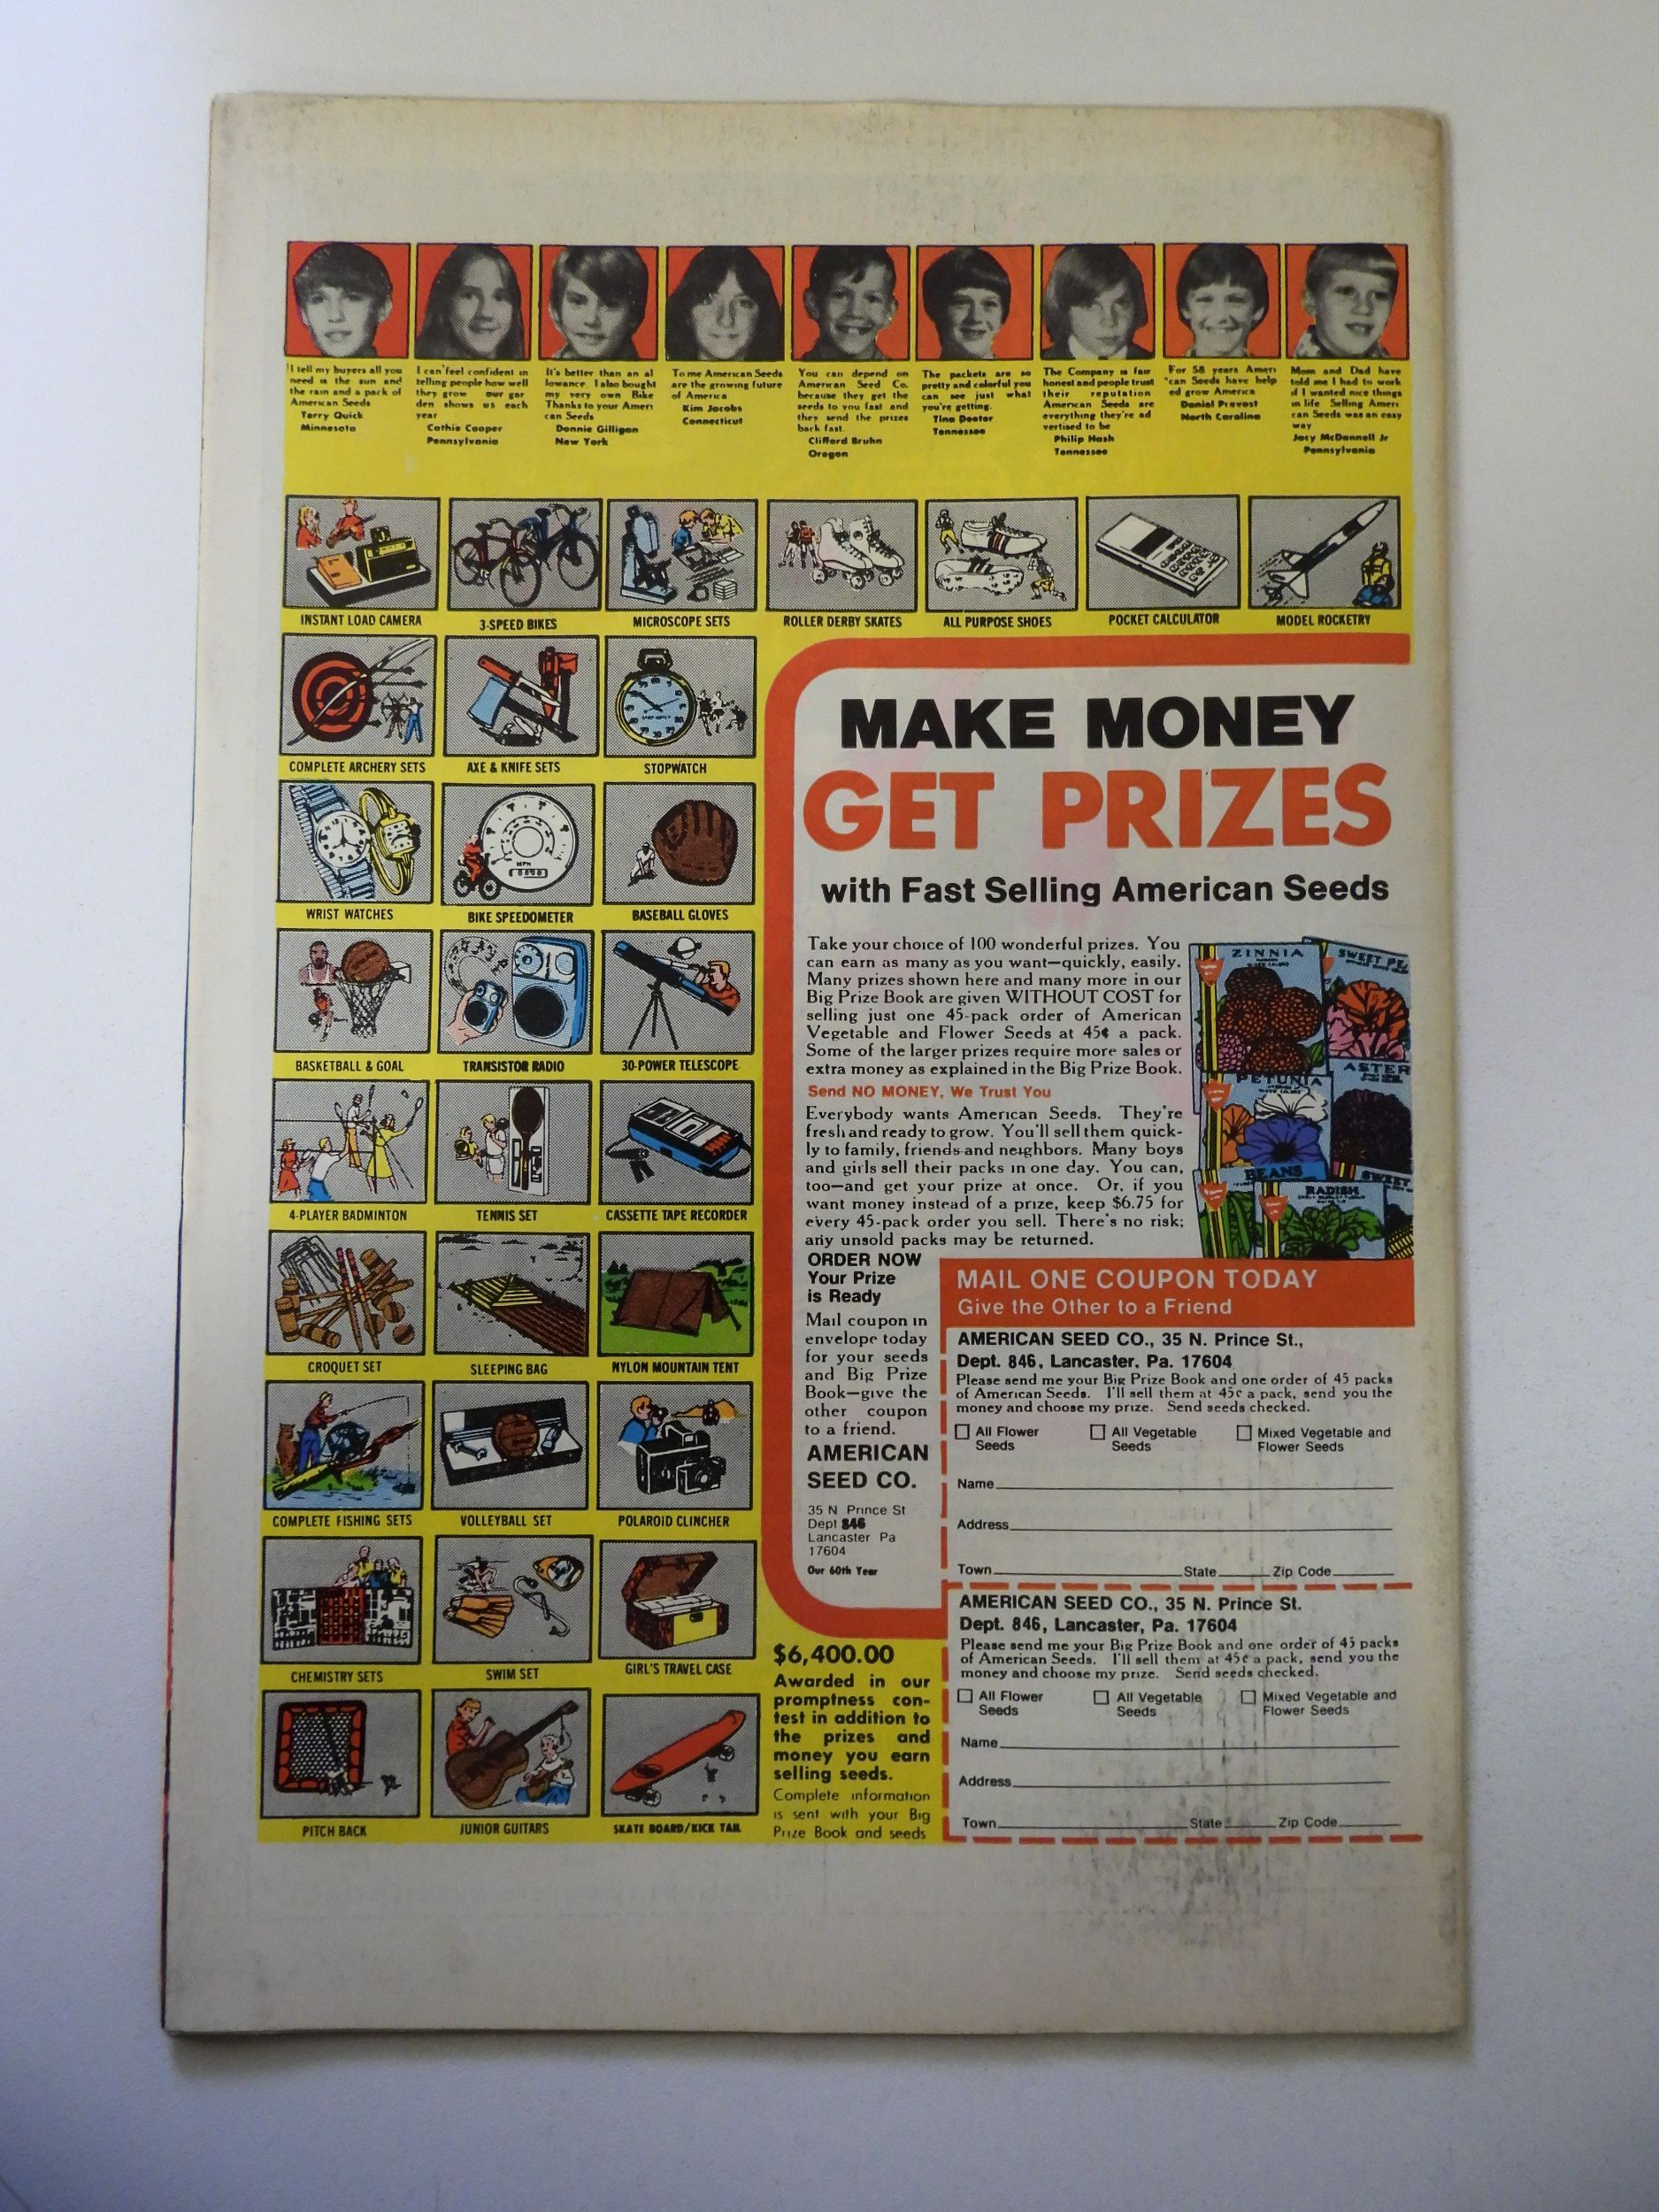 I tell my buyers all you
need is the sun and
the rain and a pack of
American Seeds
Terry Quick
Minnesota
I can feel confident in
telling people how well
they grow our gar
den shows us each
year
Cathie Cooper
Pennsylvania
It's better than an al
lowance I also bought
my very own Bike
Thanks to your Ameri
can Seeds
Donnie Gilligan
New York
To me American Seeds
are the growing future
of America
Kim Jacobs
Connecticut
You can depend on
American Seed Co.
because they get the
seeds to you fast and
they send the prizes
back fast.
Clifford Bruhn
Oregon
The packets are so
pretty and colorful you
can see just what
you're getting.
Tina Doctor
Tennessee
The Company is fair
honest and people trust
their reputation
American Seeds are
everything they're ad
vertised to be
Philip Hash
Tennessee
For 58 years Ameri
can Seeds have help
ed grow America
Daniel Provost
North Carolina
Mom and Dad have
told me I had to work
if I wanted nice things
in life Selling Ameri
can Seeds was an easy
way
Jacy McDannell Jr
Pennsylvania
INSTANT LOAD CAMERA
3-SPEED BIKES
MICROSCOPE SETS
ROLLER DERBY SKATES
ALL PURPOSE SHOES
POCKET CALCULATOR
MODEL ROCKETRY
COMPLETE ARCHERY SETS
AXE & KNIFE SETS
STOPWATCH
WRIST WATCHES
MPH
BIKE SPEEDOMETER
BASEBALL GLOVES
BASKETBALL & GOAL
TRANSISTOR RADIO
30-POWER TELESCOPE
4-PLAYER BADMINTON
TENNIS SET
CASSETTE TAPE RECORDER
CROQUET SET
SLEEPING BAG
NYLON MOUNTAIN TENT
COMPLETE FISHING SETS
VOLLEYBALL SET
POLAROID CLINCHER
CHEMISTRY SETS
SWIM SET
GIRL'S TRAVEL CASE
PITCH BACK
JUNIOR GUITARS
SKATE BOARD/KICK TAIL
MAKE MONEY
GET PRIZES
with Fast Selling American Seeds
Take your choice of 100 wonderful prizes. You
can earn as many as you want—quickly, easily.
Many prizes shown here and many more in our
Big Prize Book are given WITHOUT COST for
selling just one 45-pack order of American
Vegetable and Flower Seeds at 45¢ a pack.
Some of the larger prizes require more sales or
extra money as explained in the Big Prize Book.
Send NO MONEY, We Trust You
Everybody wants American Seeds. They're
fresh and ready to grow. You'll sell them quick-
ly to family, friends and neighbors. Many boys
and girls sell their packs in one day. You can,
too—and get your prize at once. Or, if you
want money instead of a prize, keep $6.75 for
every 45-pack order you sell. There's no risk;
any unsold packs may be returned.
ZINNIA
SWEET PE
PETUNIA
ASTER
BEANS
RADISH
SWEET
ORDER NOW
Your Prize
is Ready
Mail coupon in
envelope today
for your seeds
and Big Prize
Book—give the
other coupon
to a friend.
AMERICAN
SEED CO.
35 N Prince St
Dept 846
Lancaster Pa
17604
Our 60th Year
MAIL ONE COUPON TODAY
Give the Other to a Friend
AMERICAN SEED CO., 35 N. Prince St.,
Dept. 846, Lancaster, Pa. 17604
Please send me your Big Prize Book and one order of 45 packs
of American Seeds. I'll sell them at 45¢ a pack, send you the
money and choose my prize. Send seeds checked.
All Flower Seeds
All Vegetable Seeds
Mixed Vegetable and Flower Seeds
Name
Address
Town State Zip Code
AMERICAN SEED CO., 35 N. Prince St.
Dept. 846, Lancaster, Pa. 17604
Please send me your Big Prize Book and one order of 45 packs
of American Seeds. I'll sell them at 45¢ a pack, send you the
money and choose my prize. Send seeds checked.
All Flower Seeds
All Vegetable Seeds
Mixed Vegetable and Flower Seeds
Name
Address
Town State Zip Code
$6,400.00
Awarded in our
promptness con-
test in addition to
the prizes and
money you earn
selling seeds.
Complete information
is sent with your Big
Prize Book and seeds